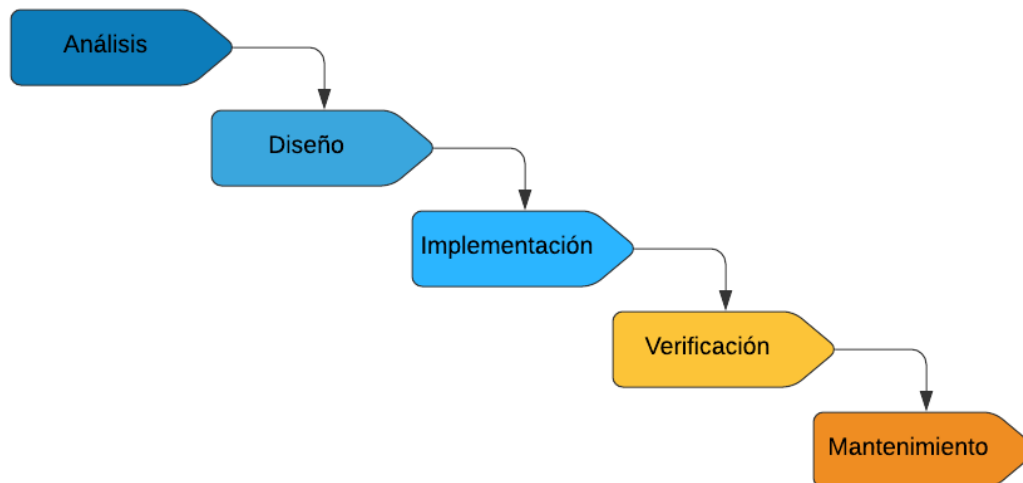 Análisis
Diseño
Implementación
Verificación
Mantenimiento